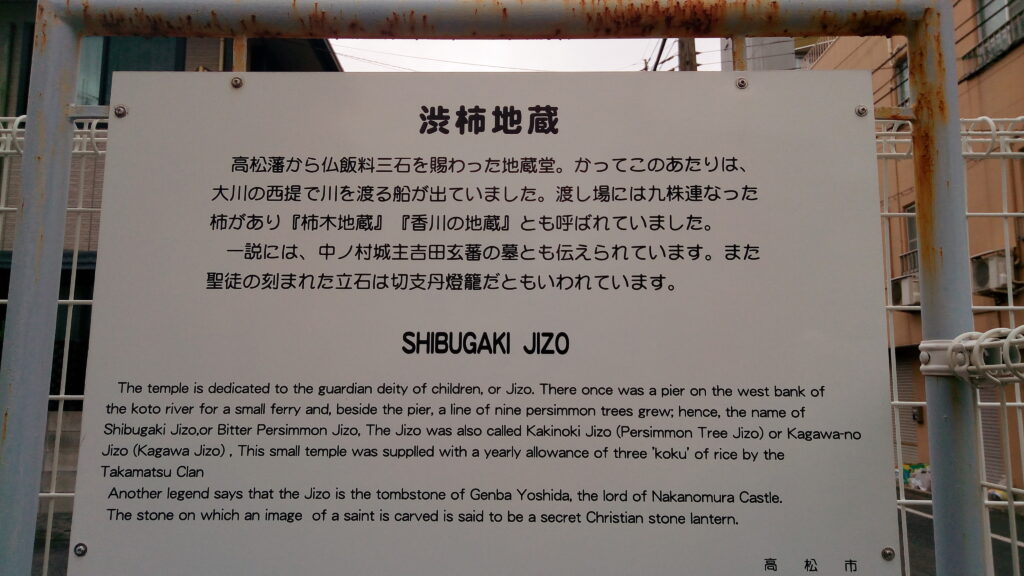 渋柿地蔵
高松藩から仏飯料三石を賜わった地蔵堂。かってこのあたりは、
大川の西提で川を渡る船が出ていました。渡し場には九株連なった
柿があり『柿木地蔵』『香川の地蔵』とも呼ばれていました。
一説には、中ノ村城主吉田玄蕃の墓とも伝えられています。また
聖徒の刻まれた立石は切支丹燈籠だともいわれています。
SHIBUGAKI JIZO
The temple is dedicated to the guardian deity of children, or Jizo. There once was a pier on the west bank of
the koto river for a small ferry and, beside the pier, a line of nine persimmon trees grew; hence, the name of
Shibugaki Jizo,or Bitter Persimmon Jizo, The Jizo was also called Kakinoki Jizo (Persimmon Tree Jizo) or Kagawa-no
Jizo (Kagawa Jizo) , This small temple was supplled with a yearly allowance of three 'koku' of rice by the
Takamatsu Clan
Another legend says that the Jizo is the tombstone of Genba Yoshida, the lord of Nakanomura Castle.
The stone on which an image of a saint is carved is said to be a secret Christian stone lantern.
高松市